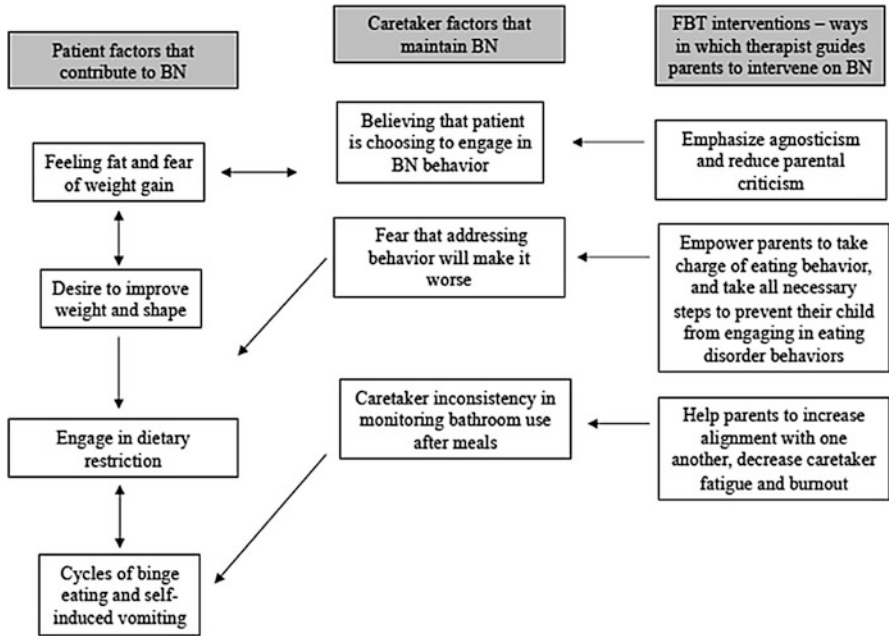 Patient factors that
contribute to BN
Caretaker factors that
maintain BN
FBT interventions – ways
in which therapist guides
parents to intervene on BN
Feeling fat and fear
of weight gain
Believing that patient
is choosing to engage in
BN behavior
Emphasize agnosticism
and reduce parental
criticism
Desire to improve
weight and shape
Fear that addressing
behavior will make it
worse
Empower parents to take
charge of eating behavior,
and take all necessary
steps to prevent their child
from engaging in eating
disorder behaviors
Engage in dietary
restriction
Caretaker inconsistency in
monitoring bathroom use
after meals
Help parents to increase
alignment with one
another, decrease caretaker
fatigue and burnout
Cycles of binge
eating and self-
induced vomiting